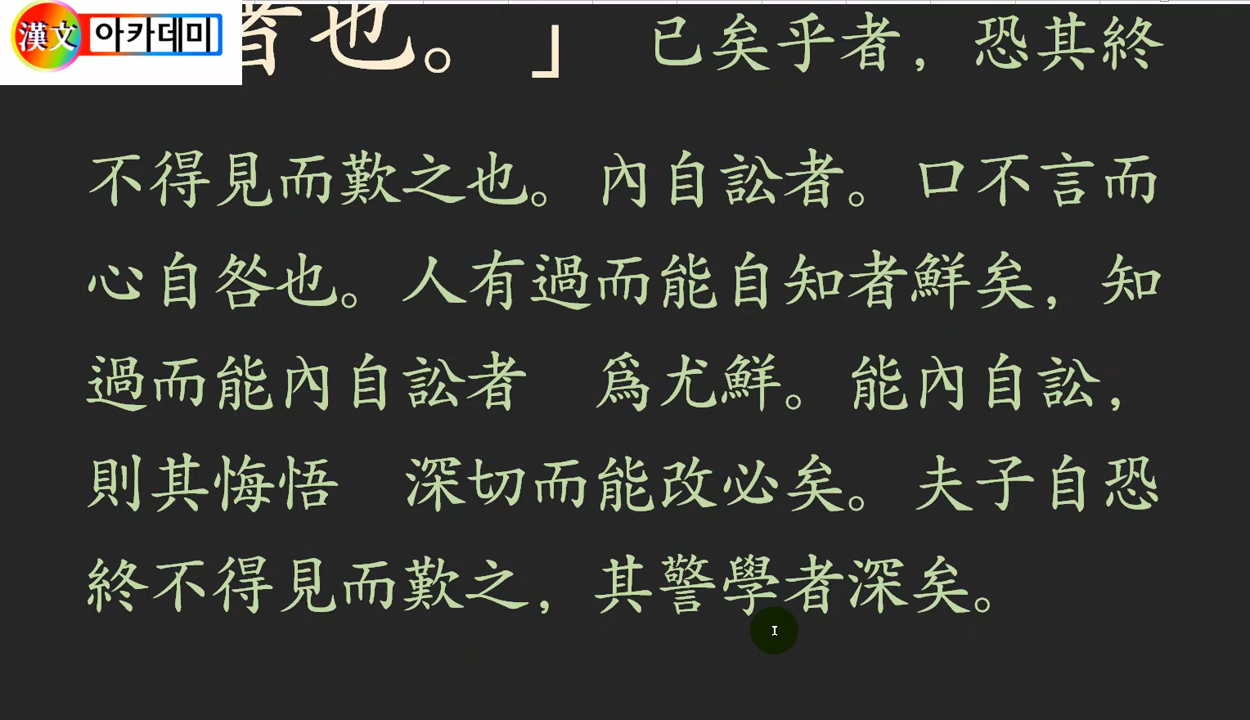 漢文 아카데미
者也。」 已矣乎者，恐其終
不得見而歎之也。內自訟者。口不言而
心自咎也。人有過而能自知者鮮矣，知
過而能內自訟者 爲尤鮮。能內自訟，
則其悔悟 深切而能改必矣。夫子自恐
終不得見而歎之，其警學者深矣。